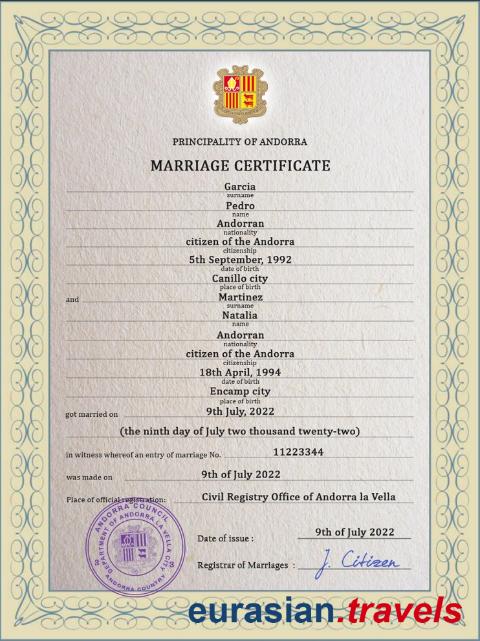 PRINCIPALITY OF ANDORRA
MARRIAGE CERTIFICATE
Garcia
surname
Pedro
name
Andorran
nationality
citizen of the Andorra
citizenship
5th September, 1992
date of birth
Canillo city
place of birth
and Martinez
surname
Natalia
name
Andorran
nationality
citizen of the Andorra
citizenship
18th April, 1994
date of birth
Encamp city
place of birth
got married on 9th July, 2022
(the ninth day of July two thousand twenty-two)
in witness whereof an entry of marriage No. 11223344
was made on 9th of July 2022
Place of official registration: Civil Registry Office of Andorra la Vella
ANDORRA COUNCIL
DEPARTMENT OF ANDORRA LA VELLA CITY
ANDORRA COUNTRY
Date of issue : 9th of July 2022
Registrar of Marriages : J. Citizen
eurasian.travels